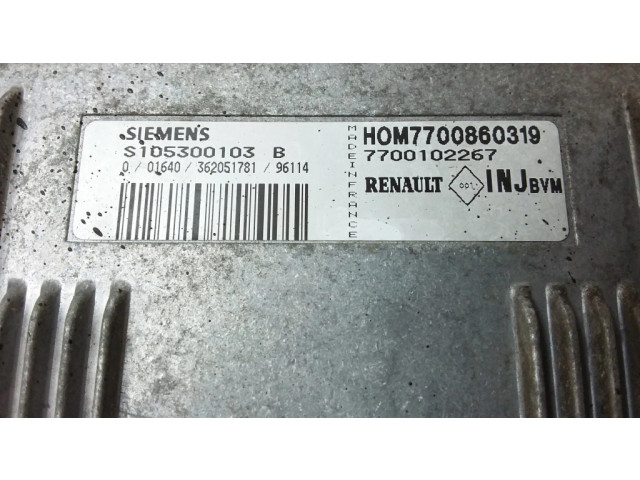 SIEMENS
S105300103 B
0 / 01640 / 362051781 / 96114
MADE IN FRANCE
HOM7700860319
7700102267
RENAULT INJ BVM